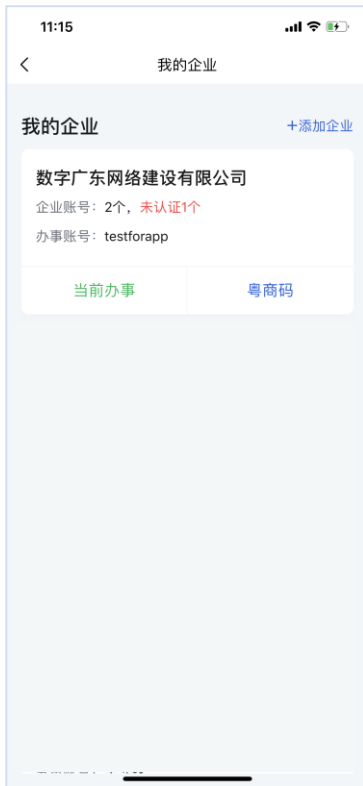 11:15
我的企业
我的企业
+添加企业
数字广东网络建设有限公司
企业账号：2个，未认证1个
办事账号：testforapp
当前办事
粤商码